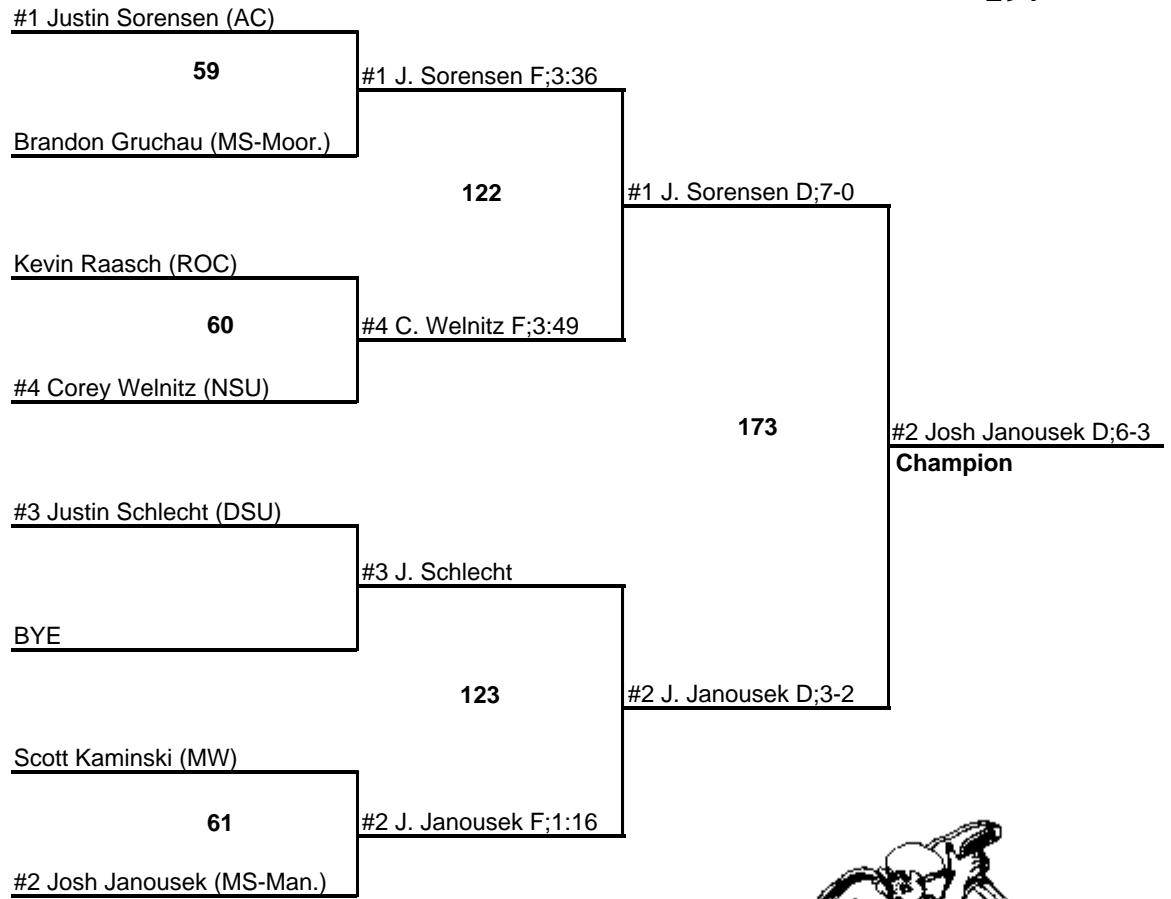 #1 Justin Sorensen (AC)
59
#1 J. Sorensen F;3:36
Brandon Gruchau (MS-Moor.)
122
#1 J. Sorensen D;7-0
Kevin Raasch (ROC)
60
#4 C. Welnitz F;3:49
#4 Corey Welnitz (NSU)
173
#2 Josh Janousek D;6-3
Champion
#3 Justin Schlecht (DSU)
#3 J. Schlecht
BYE
123
#2 J. Janousek D;3-2
Scott Kaminski (MW)
61
#2 J. Janousek F;1:16
#2 Josh Janousek (MS-Man.)